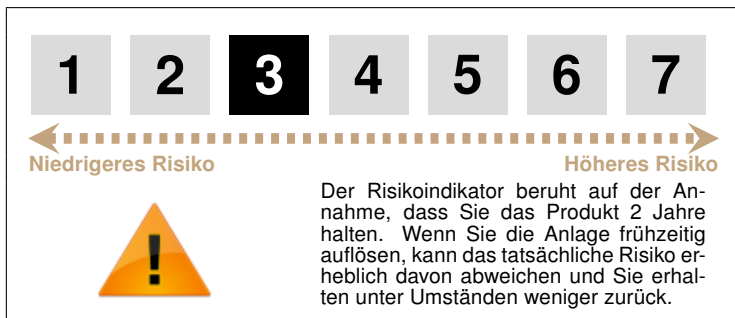 1 2 3 4 5 6 7
Niedrigeres Risiko Höheres Risiko
!
Der Risikoindikator beruht auf der An-
nahme, dass Sie das Produkt 2 Jahre
halten. Wenn Sie die Anlage frühzeitig
auflösen, kann das tatsächliche Risiko er-
heblich davon abweichen und Sie erhal-
ten unter Umständen weniger zurück.